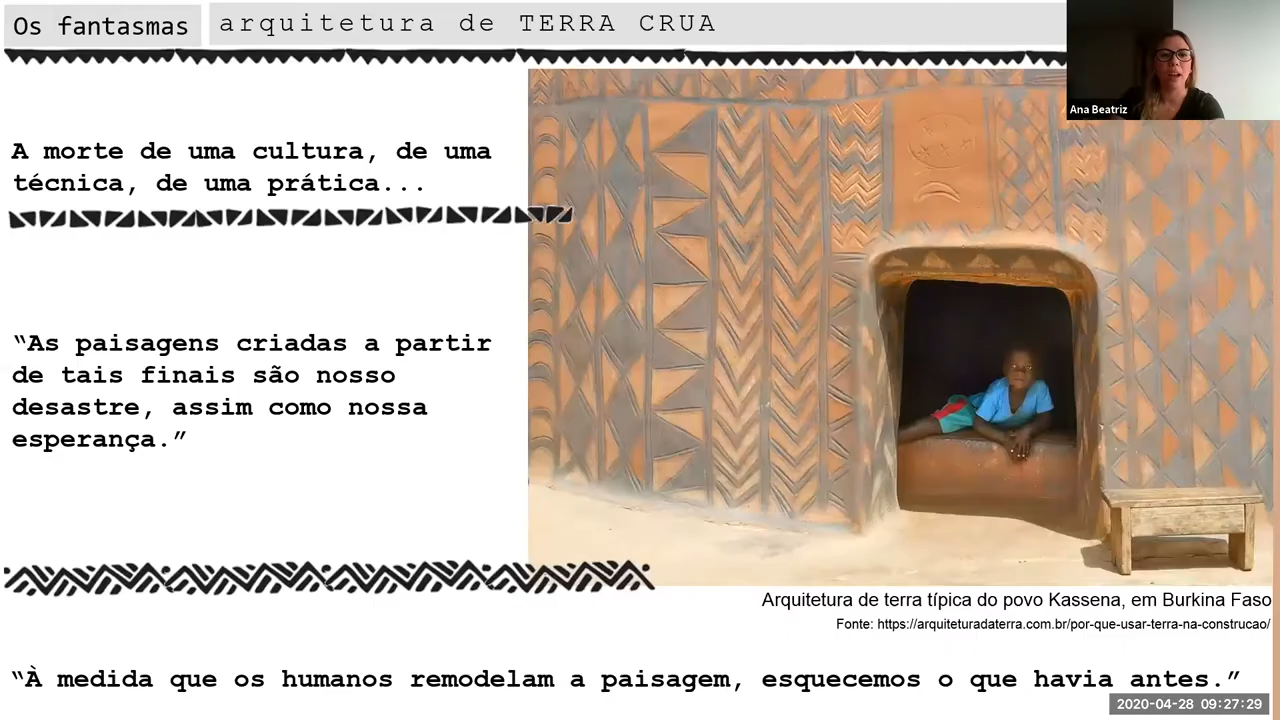 Os fantasmas
arquitetura de TERRA CRUA
Ana Beatriz
A morte de uma cultura, de uma
técnica, de uma prática...
“As paisagens criadas a partir
de tais finais são nosso
desastre, assim como nossa
esperança.”
Arquitetura de terra típica do povo Kassena, em Burkina Faso
Fonte: https://arquiteturadaterra.com.br/por-que-usar-terra-na-construcao/
“À medida que os humanos remodelam a paisagem, esquecemos o que havia antes.”
2020-04-28 09:27:29